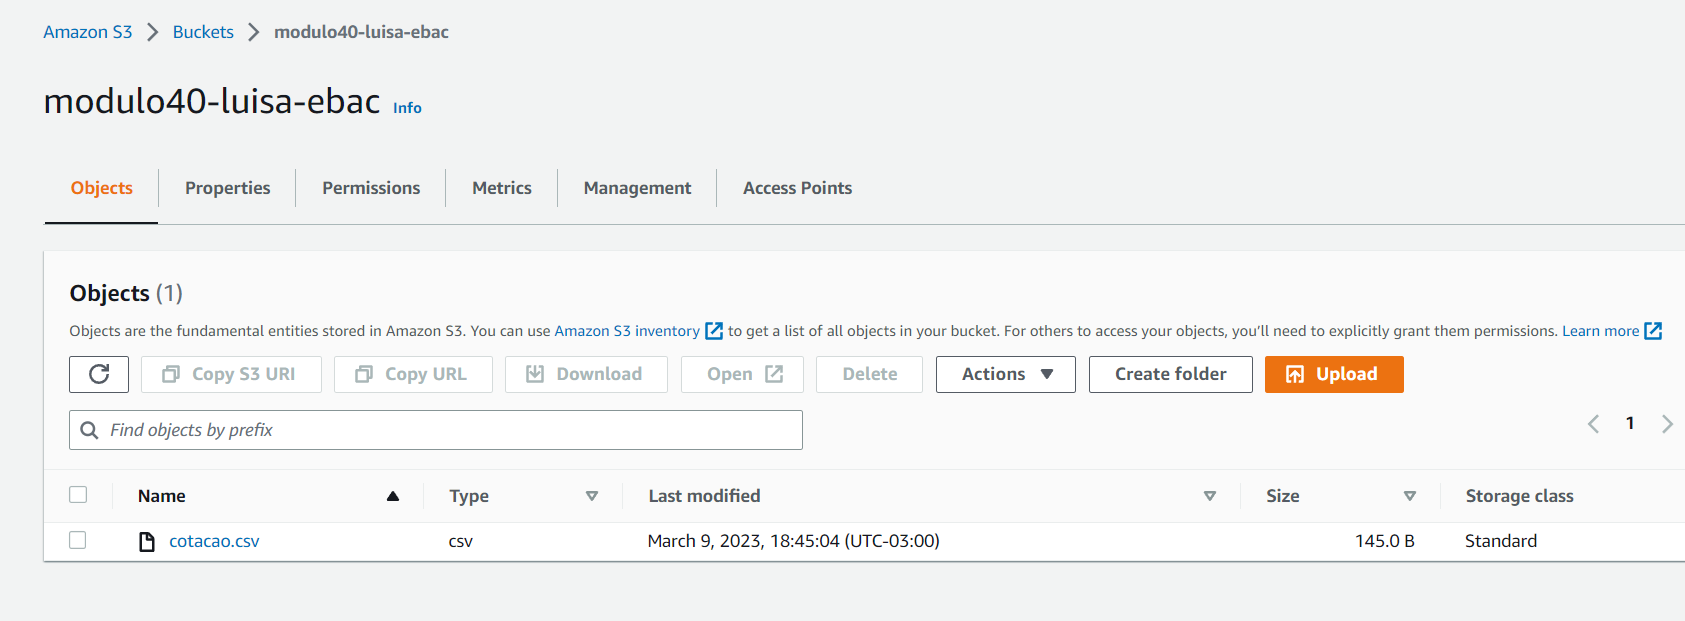 Amazon S3 > Buckets > modulo40-luisa-ebac
modulo40-luisa-ebac Info
Objects Properties Permissions Metrics Management Access Points
Objects (1)
Objects are the fundamental entities stored in Amazon S3. You can use Amazon S3 inventory to get a list of all objects in your bucket. For others to access your objects, you'll need to explicitly grant them permissions. Learn more
Copy S3 URI Copy URL Download Open Delete Actions Create folder Upload
Find objects by prefix 1
Name Type Last modified Size Storage class
cotacao.csv csv March 9, 2023, 18:45:04 (UTC-03:00) 145.0 B Standard